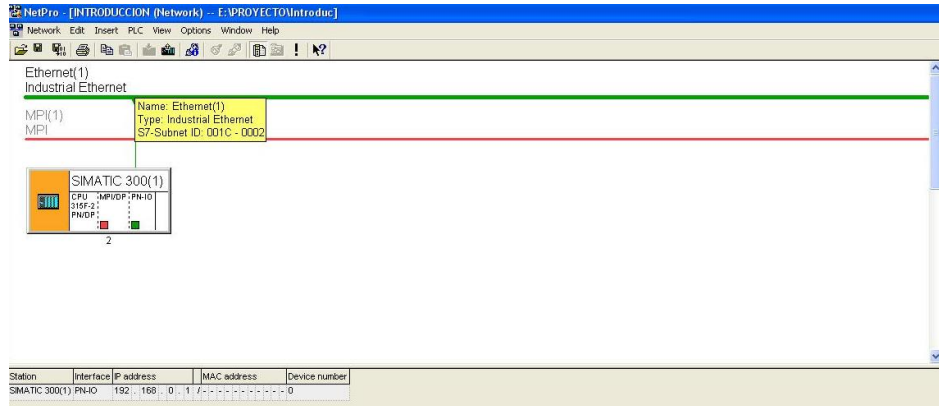 NetPro - [INTRODUCCION (Network) -- E:\PROYECTO\Introduc]
Network Edit Insert PLC View Options Window Help
Ethernet(1)
Industrial Ethernet
Name: Ethernet(1)
Type: Industrial Ethernet
S7-Subnet ID: 001C - 0002
MPI(1)
MPI
SIMATIC 300(1)
CPU 315F-2 PN/DP
MPI/DP
PN-IO
2
Station Interface IP address MAC address Device number
SIMATIC 300(1) PN-IO 192 . 168 . 0 . 1 / - - - - - - - - - - - 0